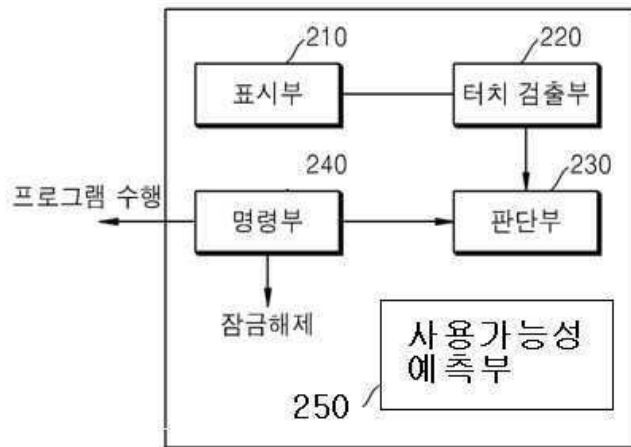 210
220
표시부
터치 검출부
240
230
프로그램 수행
명령부
판단부
잠금해제
사용가능성
예측부
250